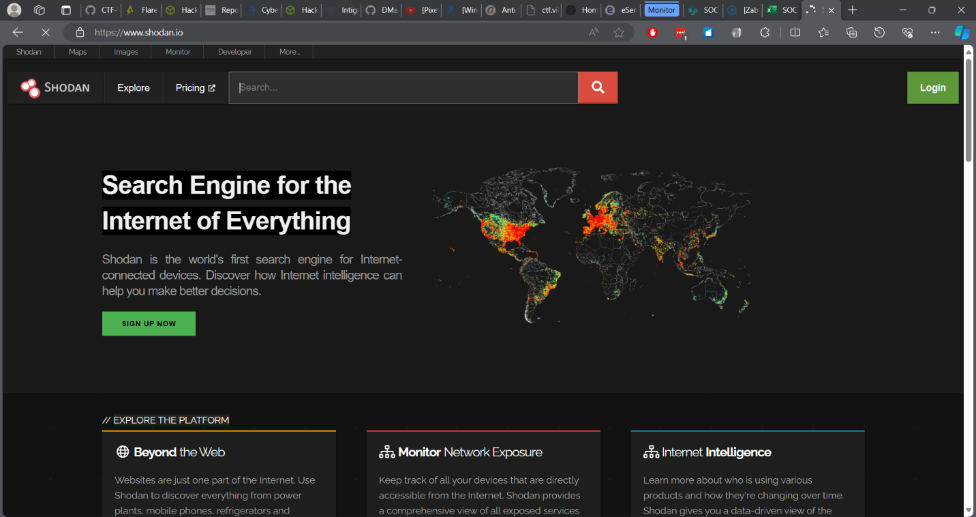 CTF-
Flare
Hack
Repo
Cybe
Hack
Intig
DMa
[Pixe
[Win
Anti-
ctf.vi
Hom
eSer
Monitor
SOC
[Zab
SOC
https://www.shodan.io
Shodan
Maps
Images
Monitor
Developer
More...
SHODAN
Explore
Pricing
Search...
Login
Search Engine for the
Internet of Everything
Shodan is the world's first search engine for Internet-
connected devices. Discover how Internet intelligence can
help you make better decisions.
SIGN UP NOW
// EXPLORE THE PLATFORM
Beyond the Web
Websites are just one part of the Internet. Use
Shodan to discover everything from power
plants, mobile phones, refrigerators and
Monitor Network Exposure
Keep track of all your devices that are directly
accessible from the Internet. Shodan provides
a comprehensive view of all exposed services
Internet Intelligence
Learn more about who is using various
products and how they're changing over time.
Shodan gives you a data-driven view of the